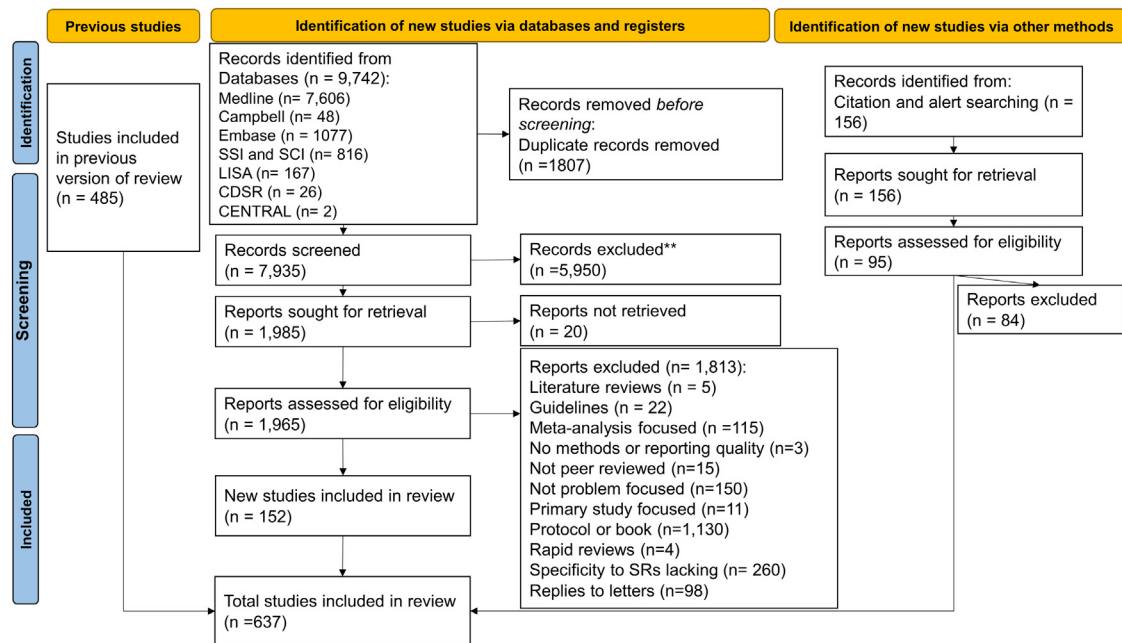 Previous studies
Identification of new studies via databases and registers
Identification of new studies via other methods
Identification
Screening
Included
Studies included
in previous
version of review
(n = 485)
Records identified from
Databases (n = 9,742):
Medline (n= 7,606)
Campbell (n= 48)
Embase (n = 1077)
SSI and SCI (n= 816)
LISA (n= 167)
CDSR (n = 26)
CENTRAL (n= 2)
Records removed before
screening:
Duplicate records removed
(n =1807)
Records screened
(n = 7,935)
Records excluded**
(n =5,950)
Reports sought for retrieval
(n = 1,985)
Reports not retrieved
(n = 20)
Reports assessed for eligibility
(n = 1,965)
Reports excluded (n= 1,813):
Literature reviews (n = 5)
Guidelines (n = 22)
Meta-analysis focused (n =115)
No methods or reporting quality (n=3)
Not peer reviewed (n=15)
Not problem focused (n=150)
Primary study focused (n=11)
Protocol or book (n=1,130)
Rapid reviews (n=4)
Specificity to SRs lacking (n= 260)
Replies to letters (n=98)
New studies included in review
(n = 152)
Total studies included in review
(n =637)
Records identified from:
Citation and alert searching (n =
156)
Reports sought for retrieval
(n = 156)
Reports assessed for eligibility
(n = 95)
Reports excluded
(n = 84)